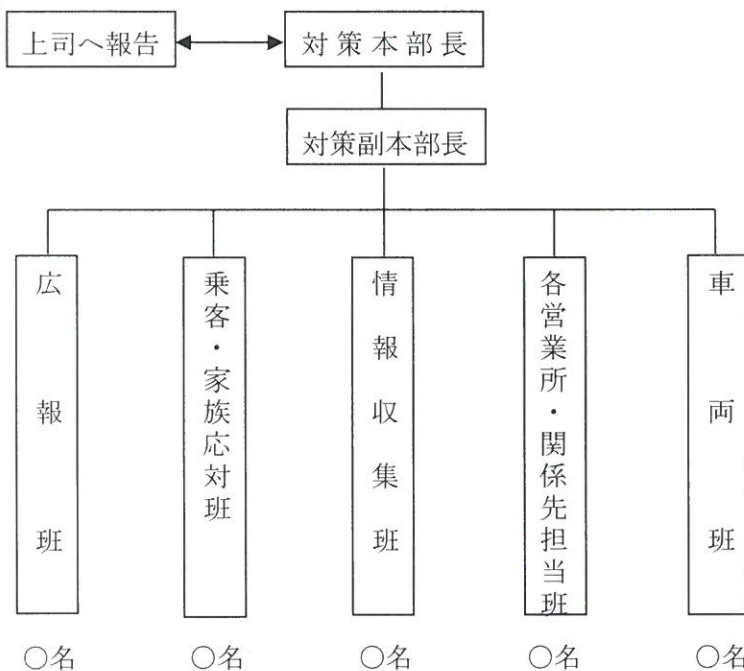 上司へ報告
対策本部長
対策副本部長
広報班
乗客・家族応対班
情報収集班
各営業所・関係先担当班
車両班
○名
○名
○名
○名
○名